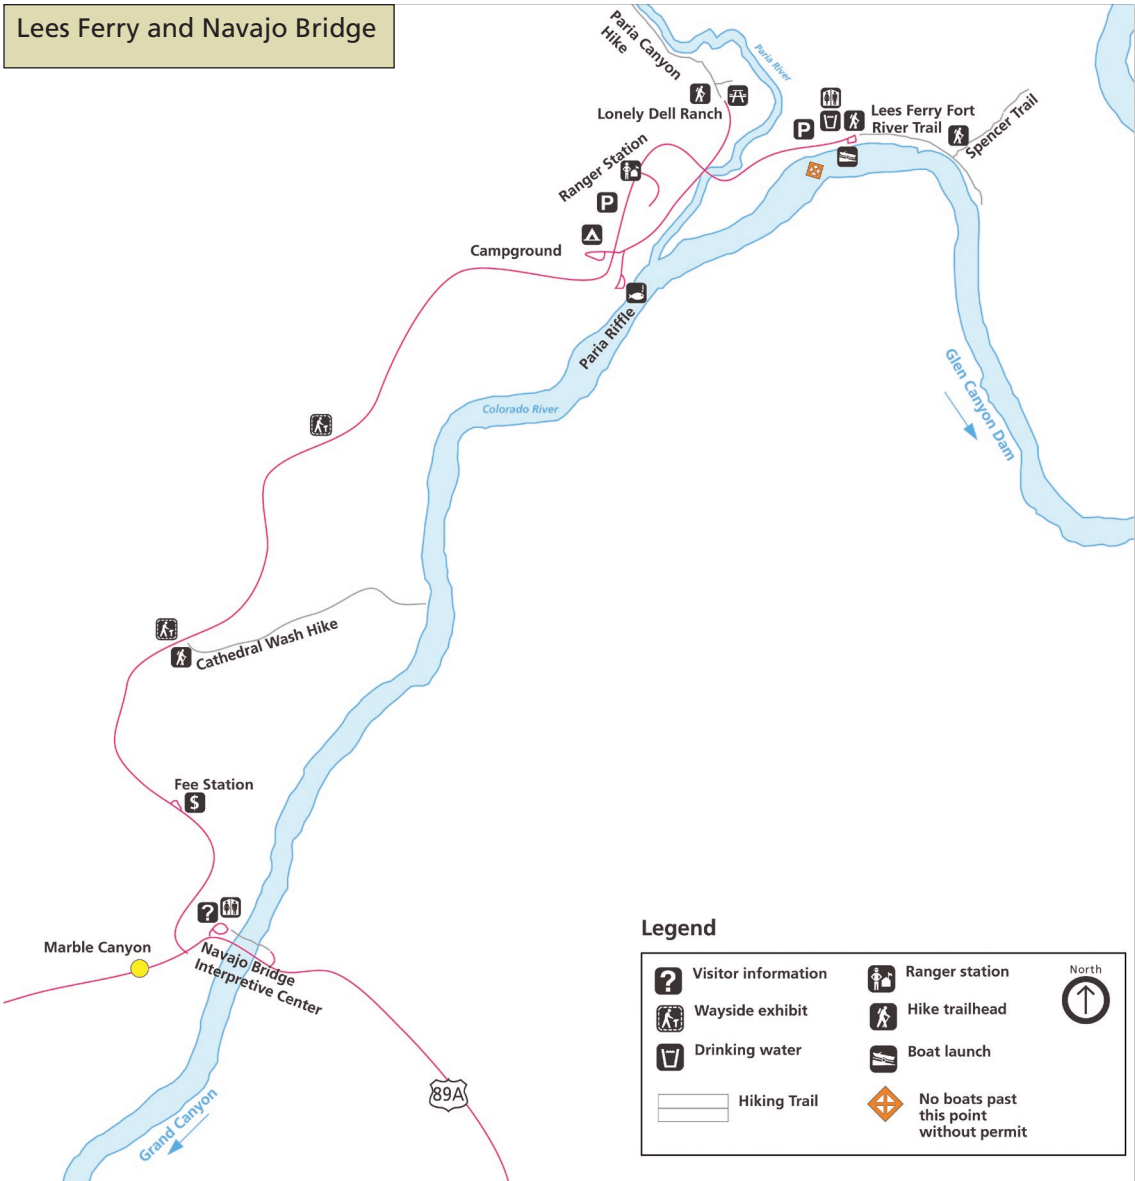 Lees Ferry and Navajo Bridge
Paria Canyon
Hike
Paria River
Lonely Dell Ranch
Lees Ferry Fort
River Trail
Spencer Trail
P
Ranger Station
P
Campground
Paria Riffle
Colorado River
Glen Canyon Dam
Cathedral Wash Hike
Fee Station
$
?
Marble Canyon
Navajo Bridge
Interpretive Center
89A
Grand Canyon
Legend
? Visitor information
Ranger station
North
Wayside exhibit
Hike trailhead
Drinking water
Boat launch
Hiking Trail
No boats past
this point
without permit